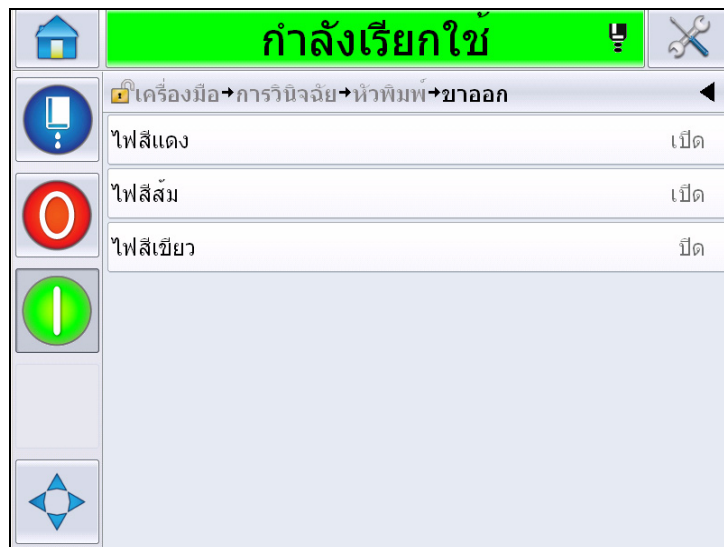 กำลังเรียกใช้
เครื่องมือ→การวินิจฉัย→หัวพิมพ์→ขาออก
ไฟสีแดง เปิด
ไฟสีส้ม เปิด
ไฟสีเขียว ปิด